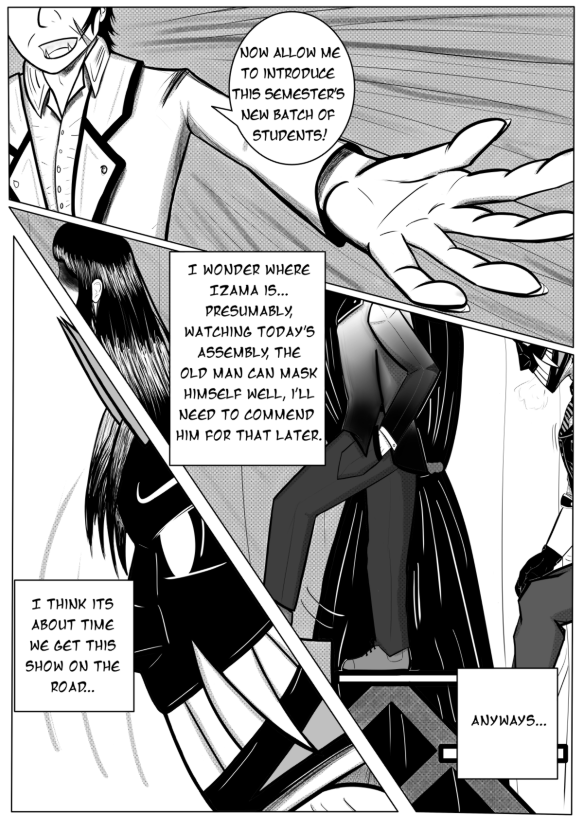 NOW ALLOW ME
TO INTRODUCE
THIS SEMESTER'S
NEW BATCH OF
STUDENTS!
I WONDER WHERE
IZAMA IS...
PRESUMABLY,
WATCHING TODAY'S
ASSEMBLY, THE
OLD MAN CAN MASK
HIMSELF WELL, I'LL
NEED TO COMMEND
HIM FOR THAT LATER.
I THINK ITS
ABOUT TIME
WE GET THIS
SHOW ON THE
ROAD...
ANYWAYS...